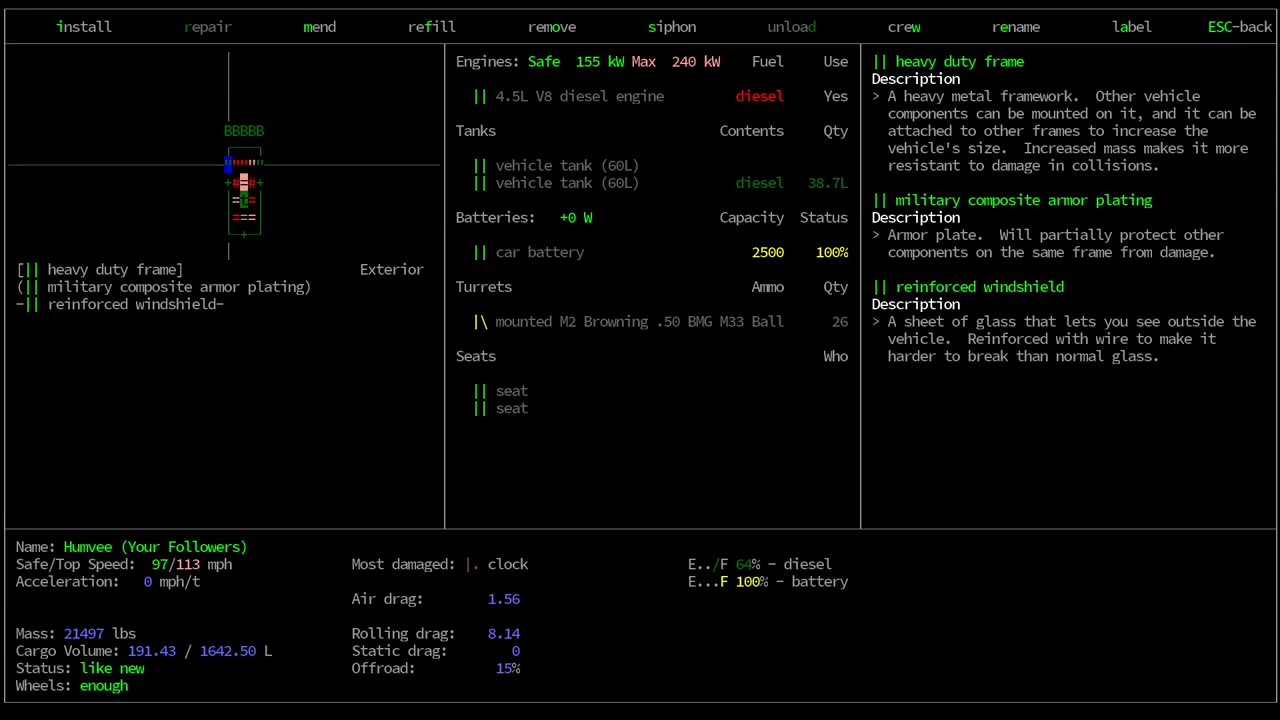 install repair mend refill remove siphon unload crew rename label ESC-back
BBBBB
[|| heavy duty frame] Exterior
(|| military composite armor plating)
-|| reinforced windshield-
Engines: Safe 155 kW Max 240 kW Fuel Use
|| 4.5L V8 diesel engine diesel Yes
Tanks Contents Qty
|| vehicle tank (60L)
|| vehicle tank (60L) diesel 38.7L
Batteries: +0 W Capacity Status
|| car battery 2500 100%
Turrets Ammo Qty
|\ mounted M2 Browning .50 BMG M33 Ball 26
Seats Who
|| seat
|| seat
|| heavy duty frame
Description
> A heavy metal framework. Other vehicle
components can be mounted on it, and it can be
attached to other frames to increase the
vehicle's size. Increased mass makes it more
resistant to damage in collisions.
|| military composite armor plating
Description
> Armor plate. Will partially protect other
components on the same frame from damage.
|| reinforced windshield
Description
> A sheet of glass that lets you see outside the
vehicle. Reinforced with wire to make it
harder to break than normal glass.
Name: Humvee (Your Followers)
Safe/Top Speed: 97/113 mph
Acceleration: 0 mph/t
Mass: 21497 lbs
Cargo Volume: 191.43 / 1642.50 L
Status: like new
Wheels: enough
Most damaged: |. clock
Air drag: 1.56
Rolling drag: 8.14
Static drag: 0
Offroad: 15%
E../F 64% - diesel
E...F 100% - battery